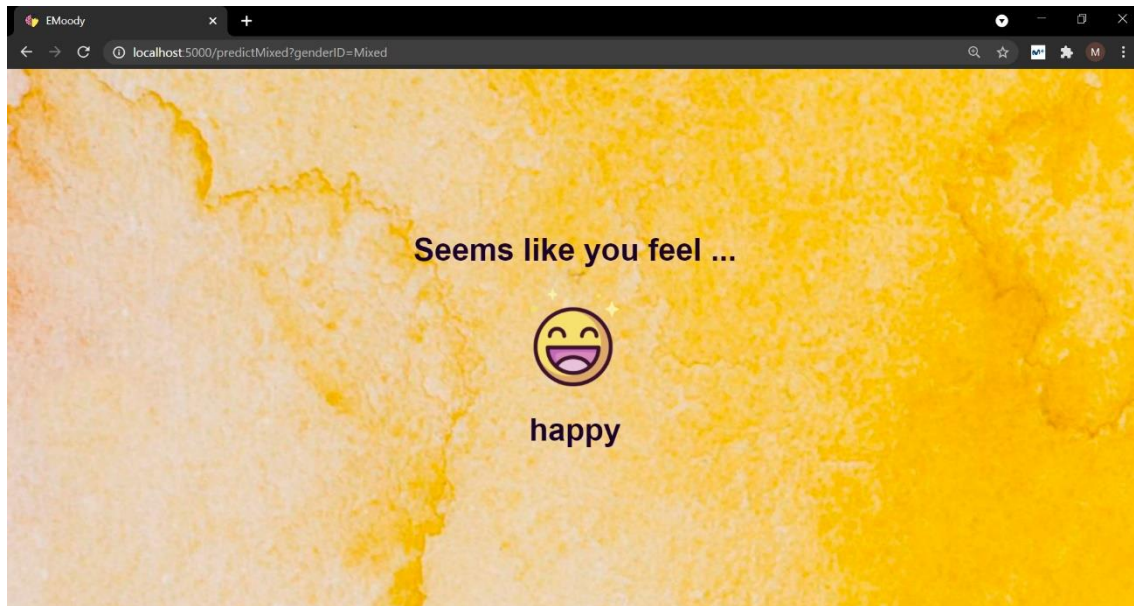 EMoody
localhost:5000/predictMixed?genderID=Mixed
M+
M
Seems like you feel ...
happy